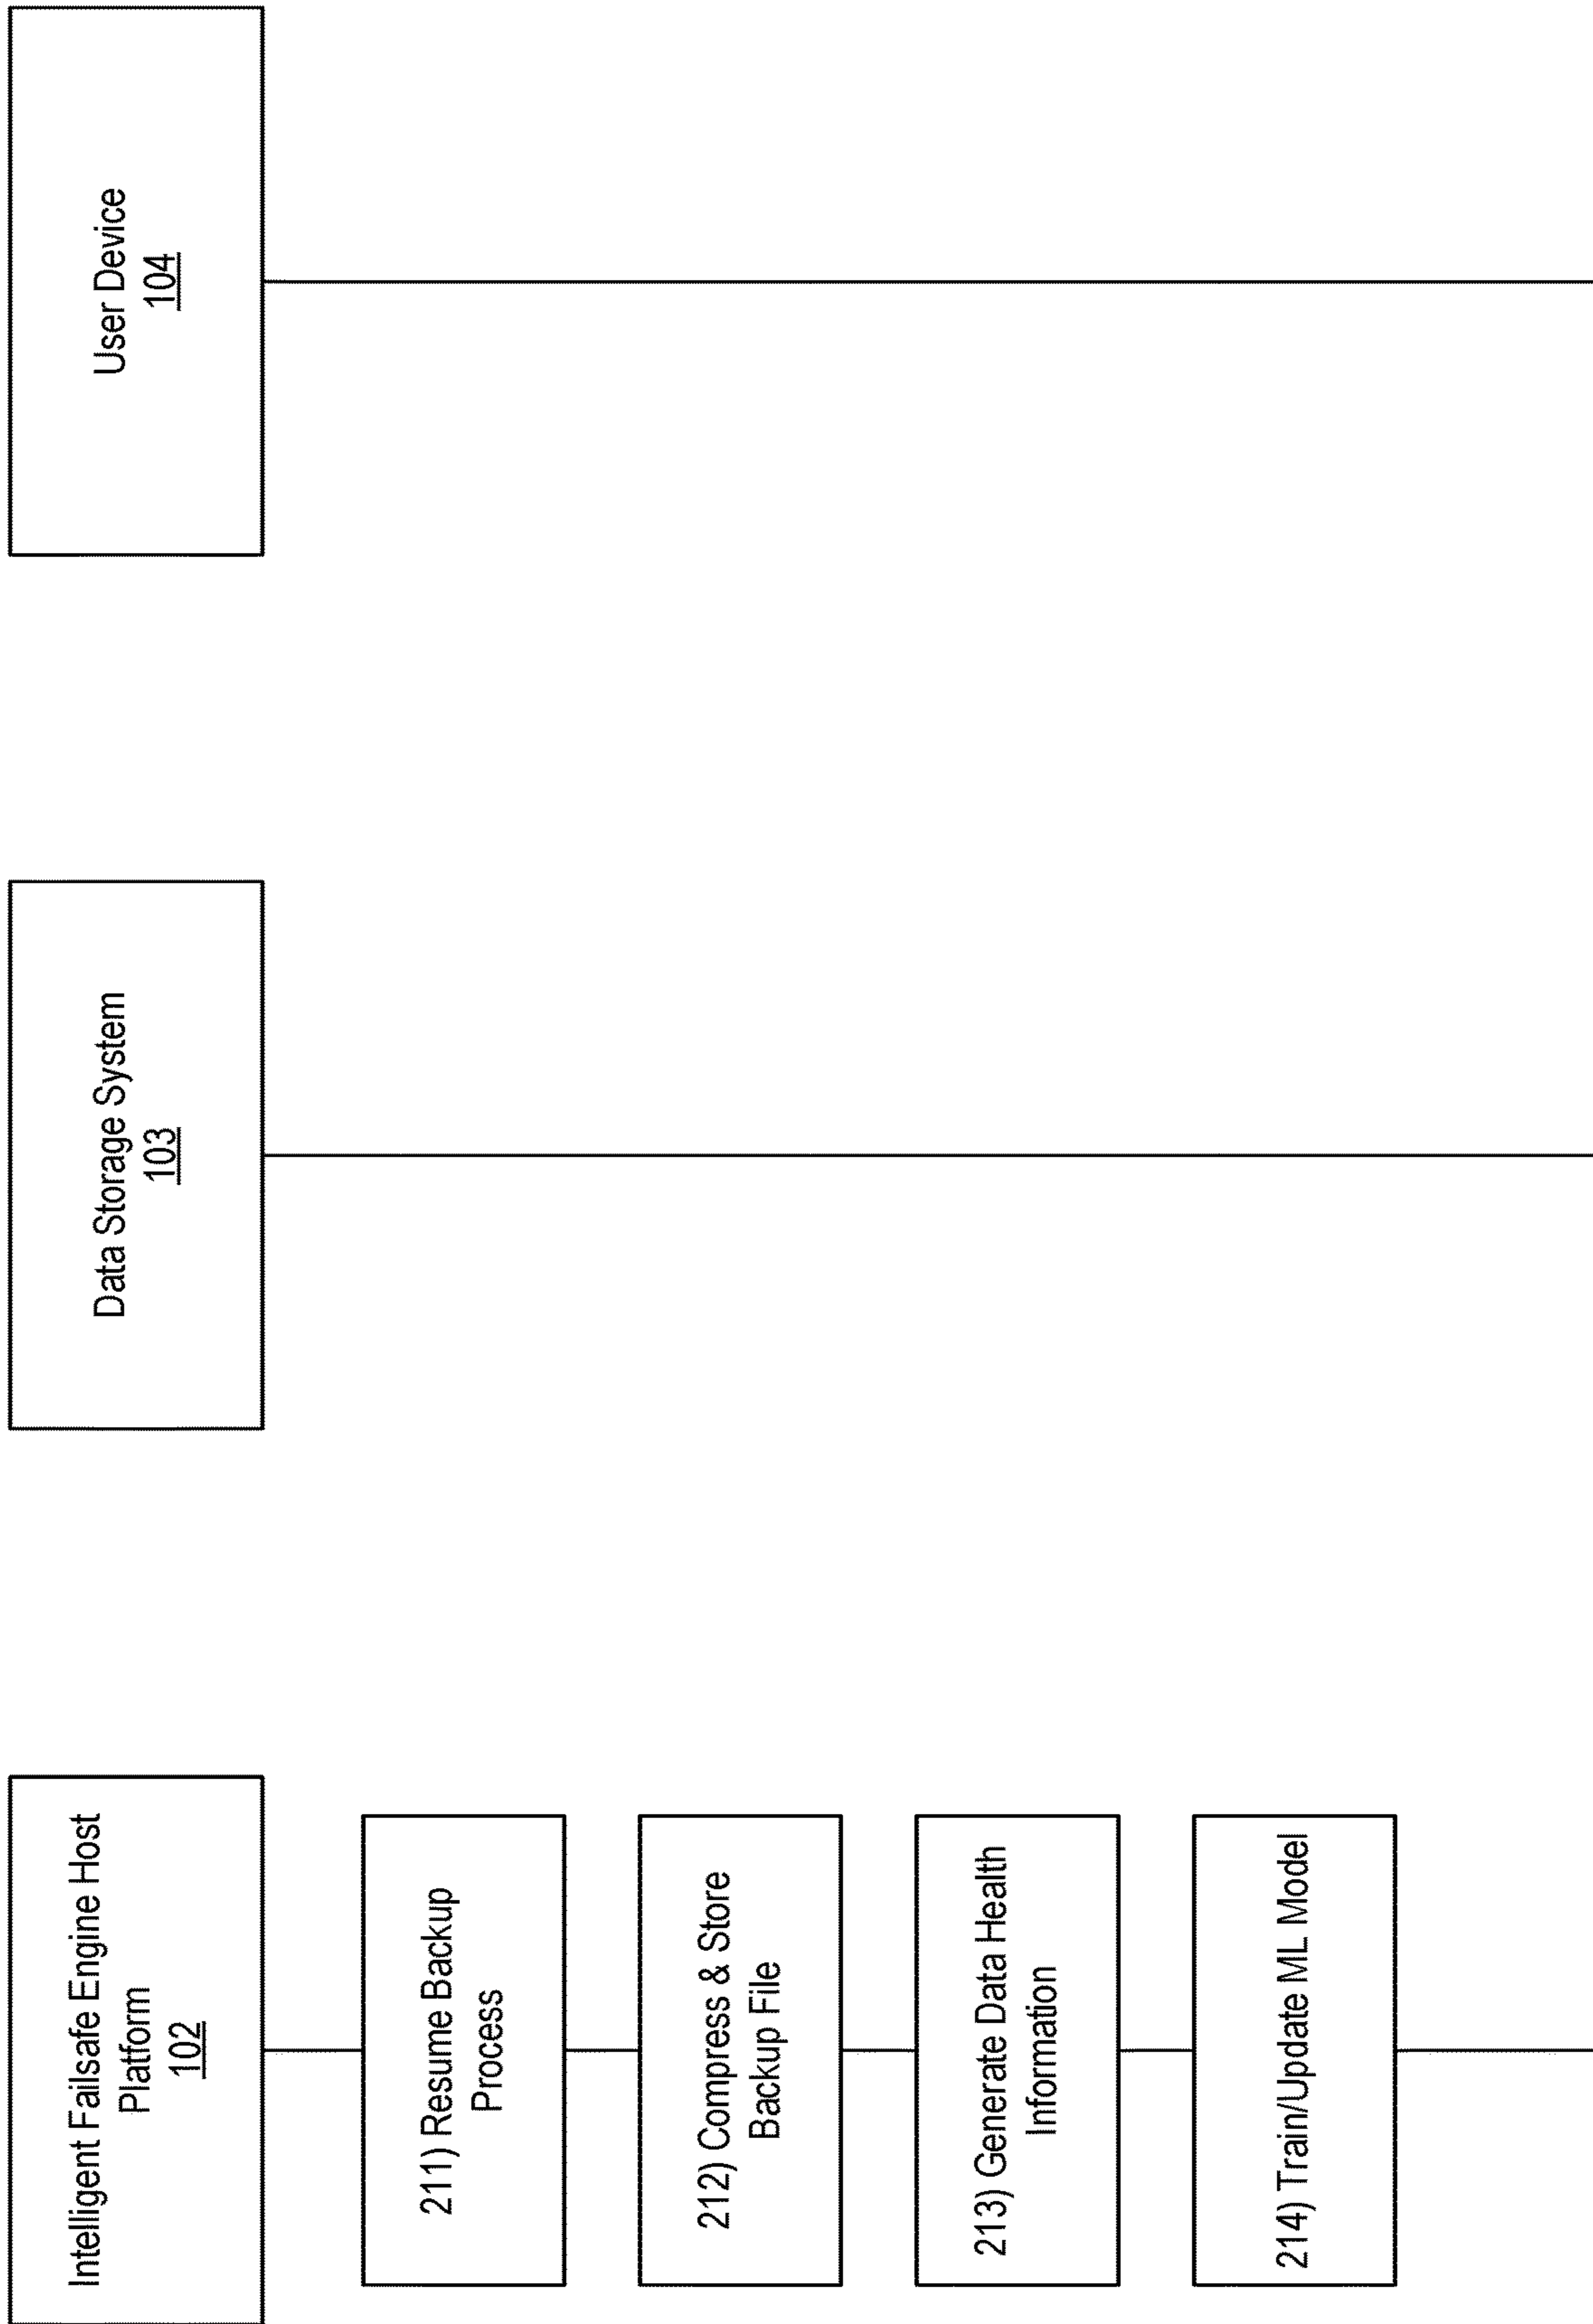 Intelligent Failsafe Engine Host
Platform
102
Data Storage System
103
User Device
104
211) Resume Backup
Process
212) Compress & Store
Backup File
213) Generate Data Health
Information
214) Train/Update ML Model